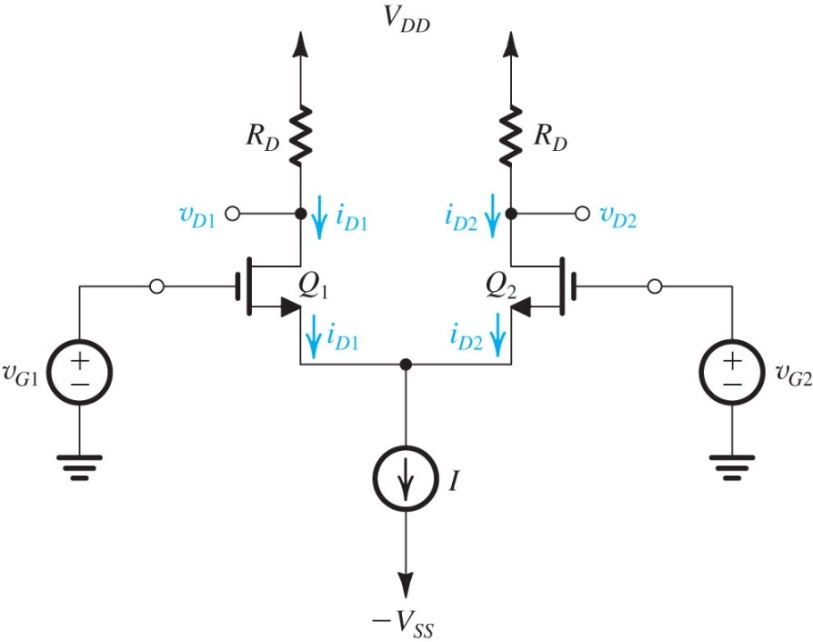 V_DD
R_D R_D
v_D1 i_D1 i_D2 v_D2
Q_1 Q_2
i_D1 i_D2
v_G1 + − + − v_G2
I
−V_SS